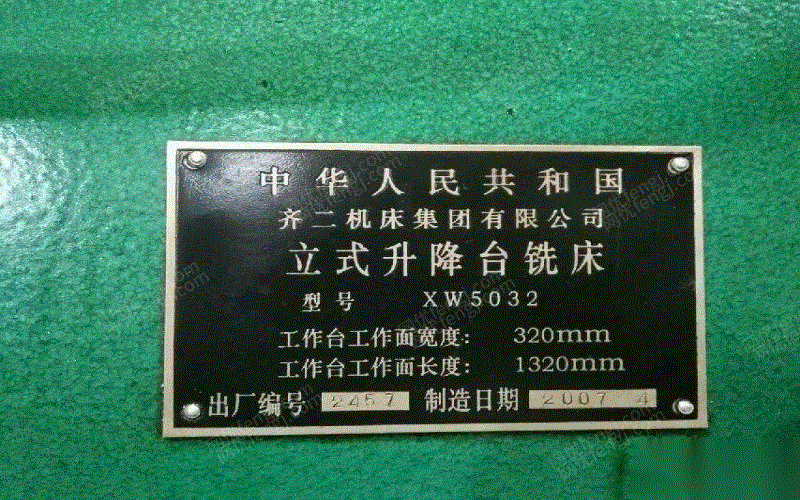 中华人民共和国
齐二机床集团有限公司
立式升降台铣床
型号 XW5032
工作台工作面宽度: 320mm
工作台工作面长度: 1320mm
出厂编号 2457 制造日期 2007 4